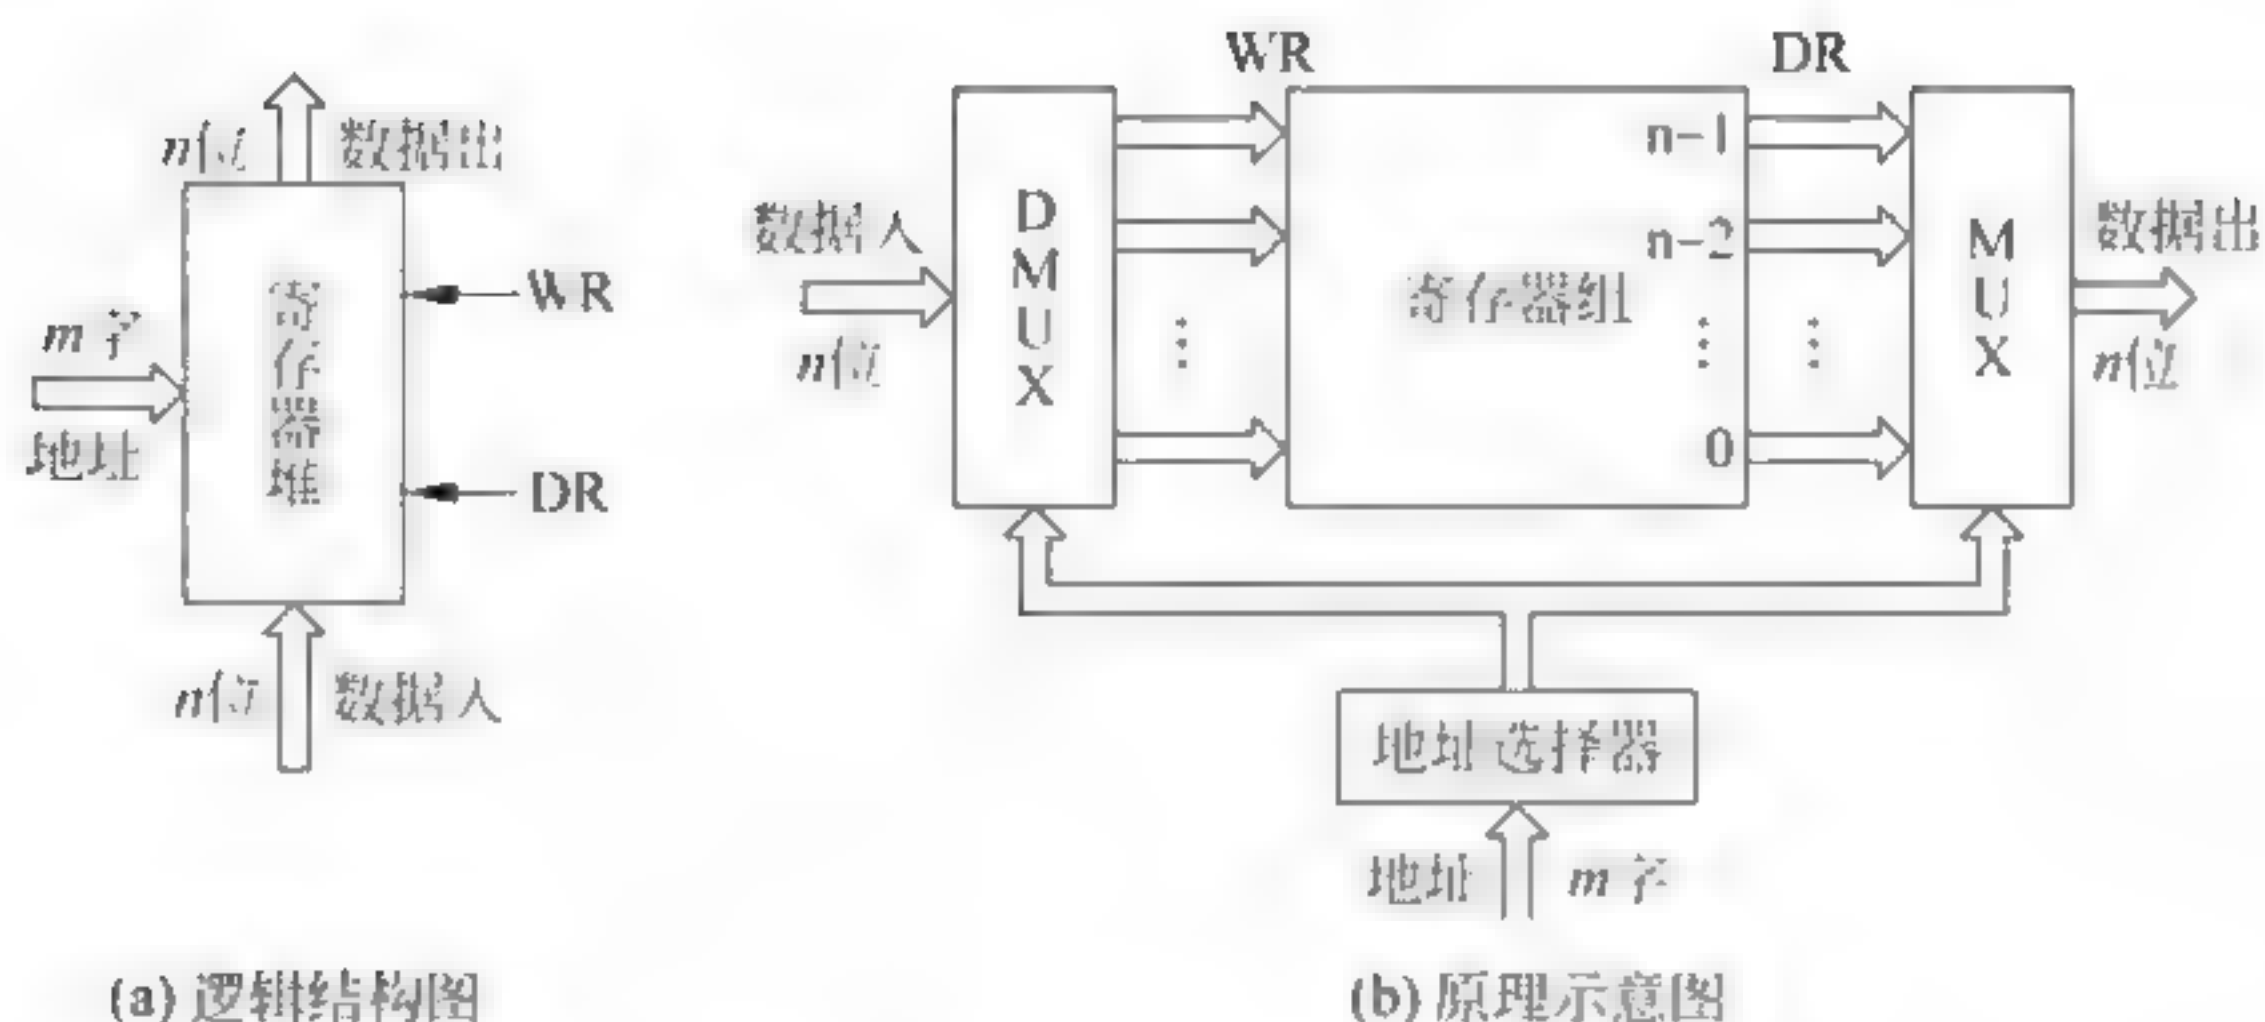 n位 数据出
寄存器堆
WR
m字
地址
DR
n位 数据入
(a) 逻辑结构图
WR
DR
数据入
n位
DMUX
n-1
n-2
寄存器组
⋮
0
MUX
数据出
n位
地址选择器
地址 m字
(b) 原理示意图